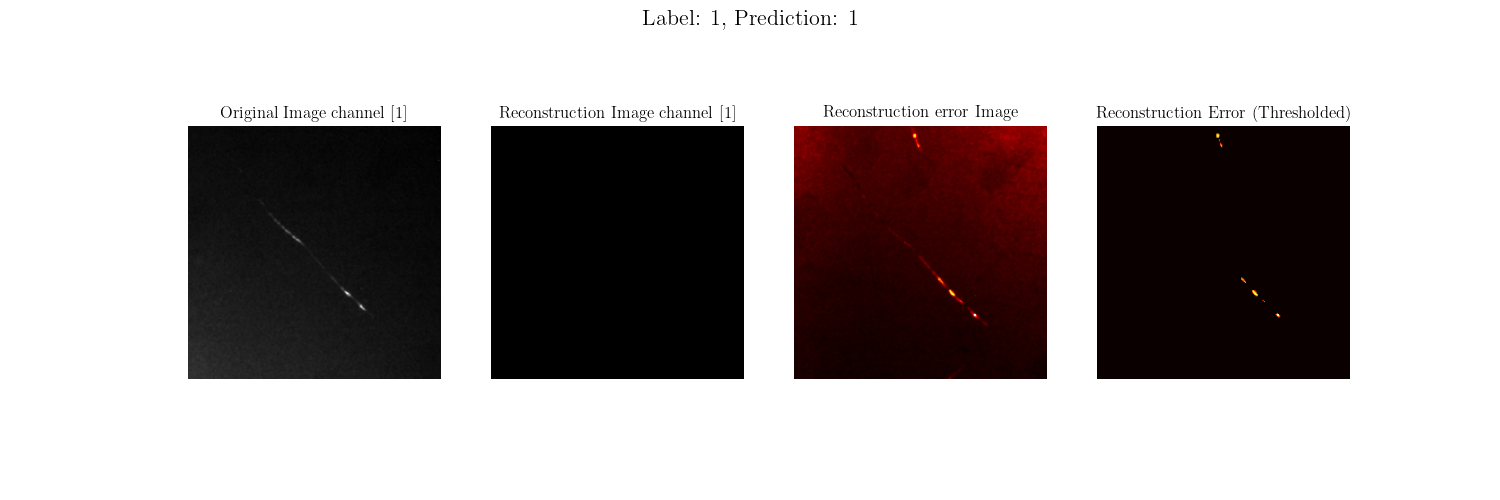 Label: 1, Prediction: 1
Original Image channel [1]
Reconstruction Image channel [1]
Reconstruction error Image
Reconstruction Error (Thresholded)